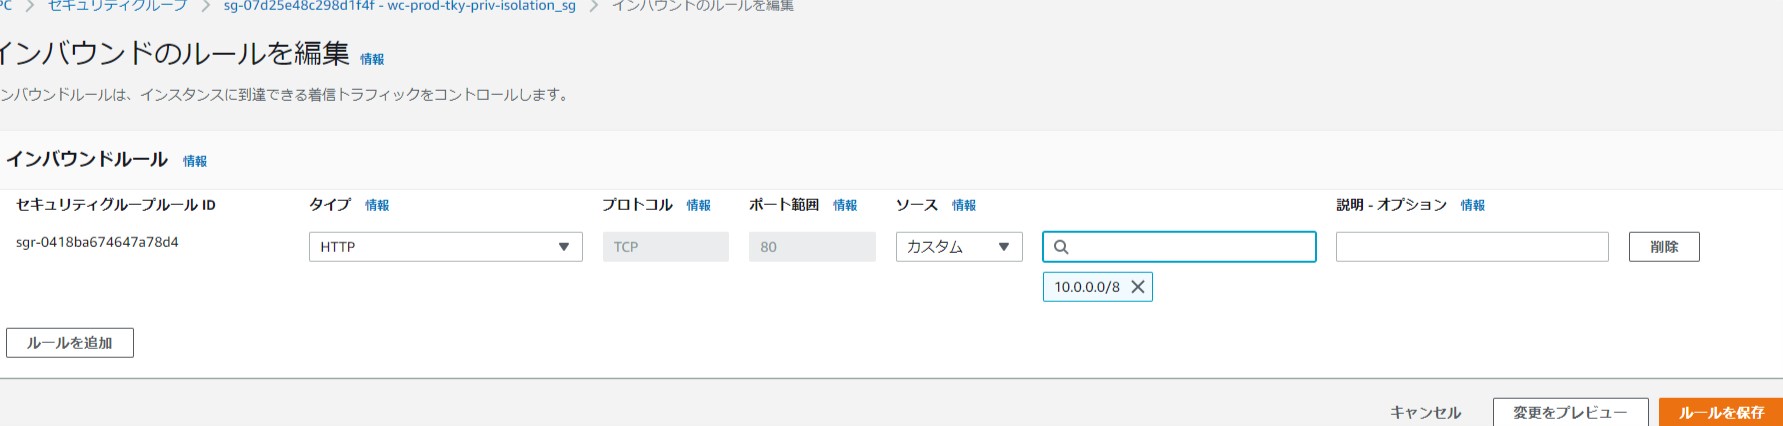 PC > セキュリティグループ > sg-07d25e48c298d1f4f - wc-prod-tky-priv-isolation_sg > インバウンドのルールを編集
インバウンドのルールを編集 情報
ンバウンドルールは、インスタンスに到達できる着信トラフィックをコントロールします。
インバウンドルール 情報
セキュリティグループルール ID タイプ 情報 プロトコル 情報 ポート範囲 情報 ソース 情報 説明 - オプション 情報
sgr-0418ba674647a78d4 HTTP TCP 80 カスタム 削除
10.0.0.0/8
ルールを追加
キャンセル 変更をプレビュー ルールを保存